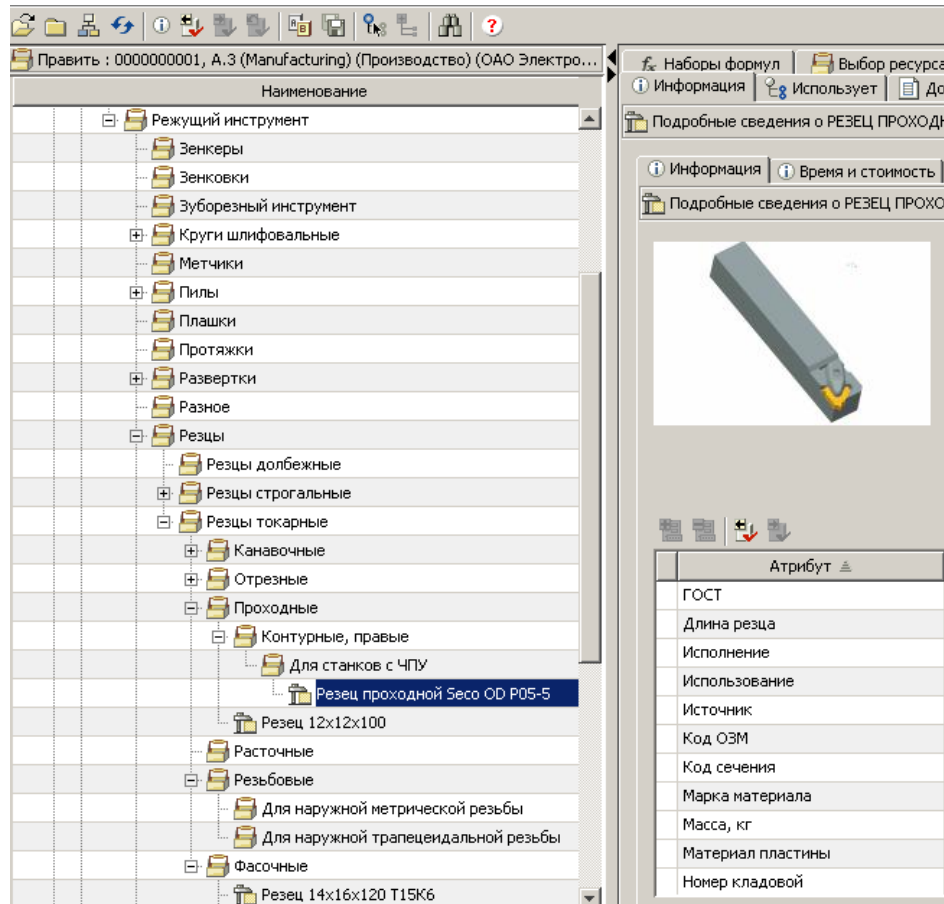 Править : 0000000001, А.3 (Manufacturing) (Производство) (ОАО Электро...
Наименование
Режущий инструмент
Зенкеры
Зенковки
Зуборезный инструмент
Круги шлифовальные
Метчики
Пилы
Плашки
Протяжки
Развертки
Разное
Резцы
Резцы долбежные
Резцы строгальные
Резцы токарные
Канавочные
Отрезные
Проходные
Контурные, правые
Для станков с ЧПУ
Резец проходной Seco OD P05-5
Резец 12x12x100
Расточные
Резьбовые
Для наружной метрической резьбы
Для наружной трапецеидальной резьбы
Фасочные
Резец 14x16x120 Т15К6
Наборы формул
Выбор ресурса
Информация
Использует
До
Подробные сведения о РЕЗЕЦ ПРОХОДН
Информация
Время и стоимость
Подробные сведения о РЕЗЕЦ ПРОХО
Атрибут
ГОСТ
Длина резца
Исполнение
Использование
Источник
Код ОЗМ
Код сечения
Марка материала
Масса, кг
Материал пластины
Номер кладовой